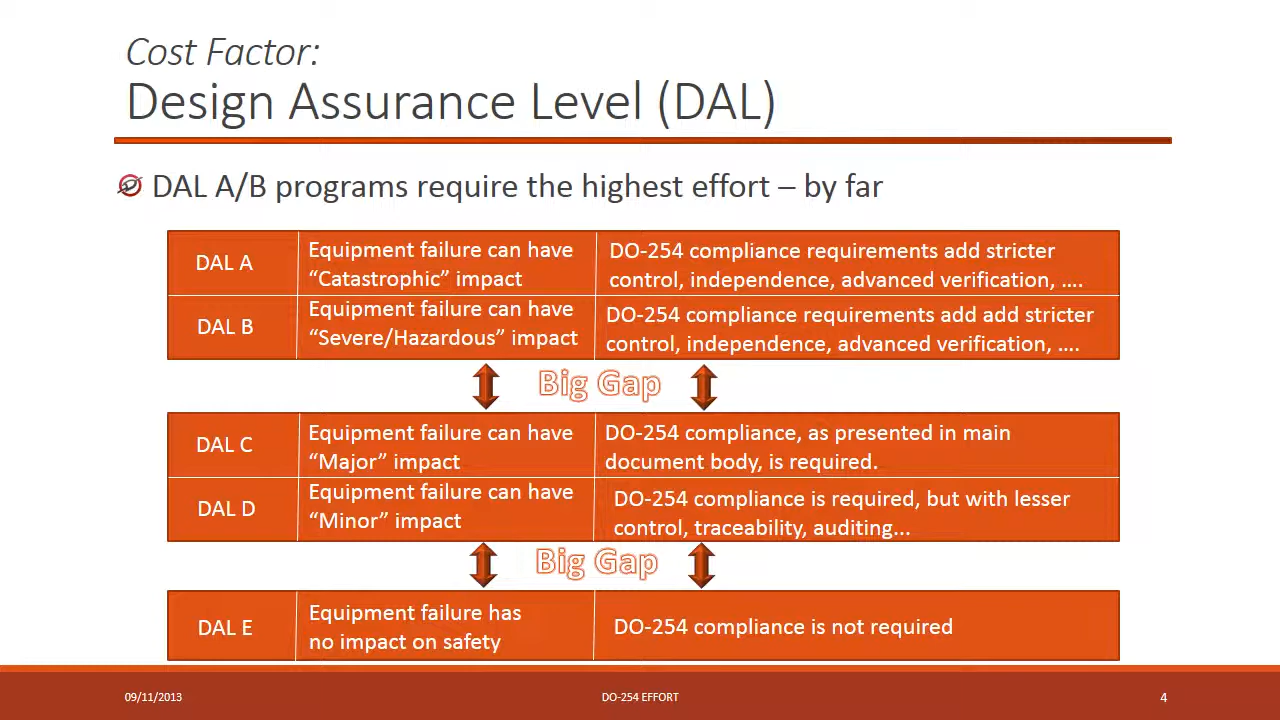 Cost Factor:
Design Assurance Level (DAL)
DAL A/B programs require the highest effort – by far
DAL A
Equipment failure can have
“Catastrophic” impact
DO-254 compliance requirements add stricter
control, independence, advanced verification, ….
DAL B
Equipment failure can have
“Severe/Hazardous” impact
DO-254 compliance requirements add add stricter
control, independence, advanced verification, ….
Big Gap
DAL C
Equipment failure can have
“Major” impact
DO-254 compliance, as presented in main
document body, is required.
DAL D
Equipment failure can have
“Minor” impact
DO-254 compliance is required, but with lesser
control, traceability, auditing...
Big Gap
DAL E
Equipment failure has
no impact on safety
DO-254 compliance is not required
09/11/2013
DO-254 EFFORT
4